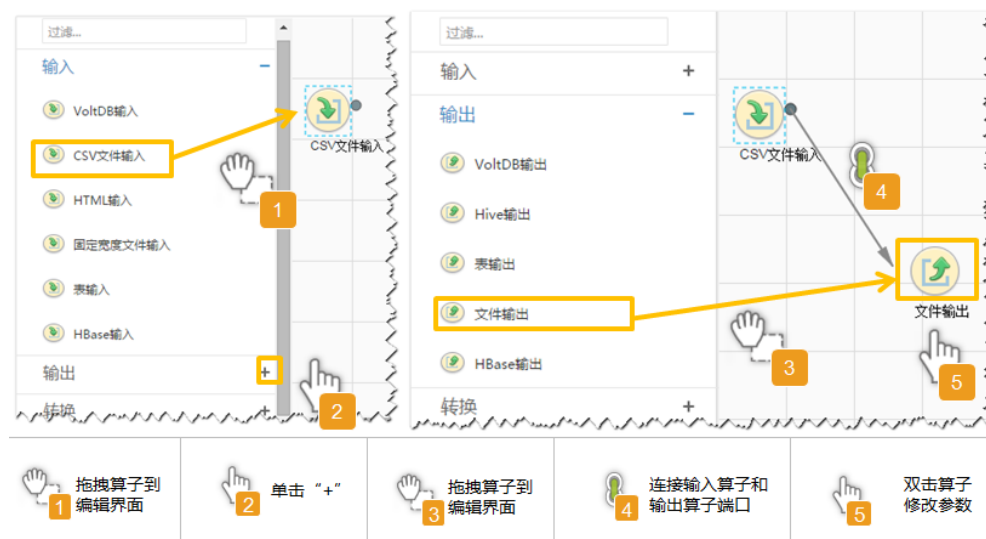 过滤...
输入
VoltDB输入
CSV文件输入
HTML输入
固定宽度文件输入
表输入
HBase输入
输出
+
转换
+
CSV文件输入
1
2
过滤...
输入
+
输出
VoltDB输出
Hive输出
表输出
文件输出
HBase输出
转换
+
CSV文件输入
4
文件输出
3
5
1
拖拽算子到
编辑界面
2
单击“+”
3
拖拽算子到
编辑界面
4
连接输入算子和
输出算子端口
5
双击算子
修改参数